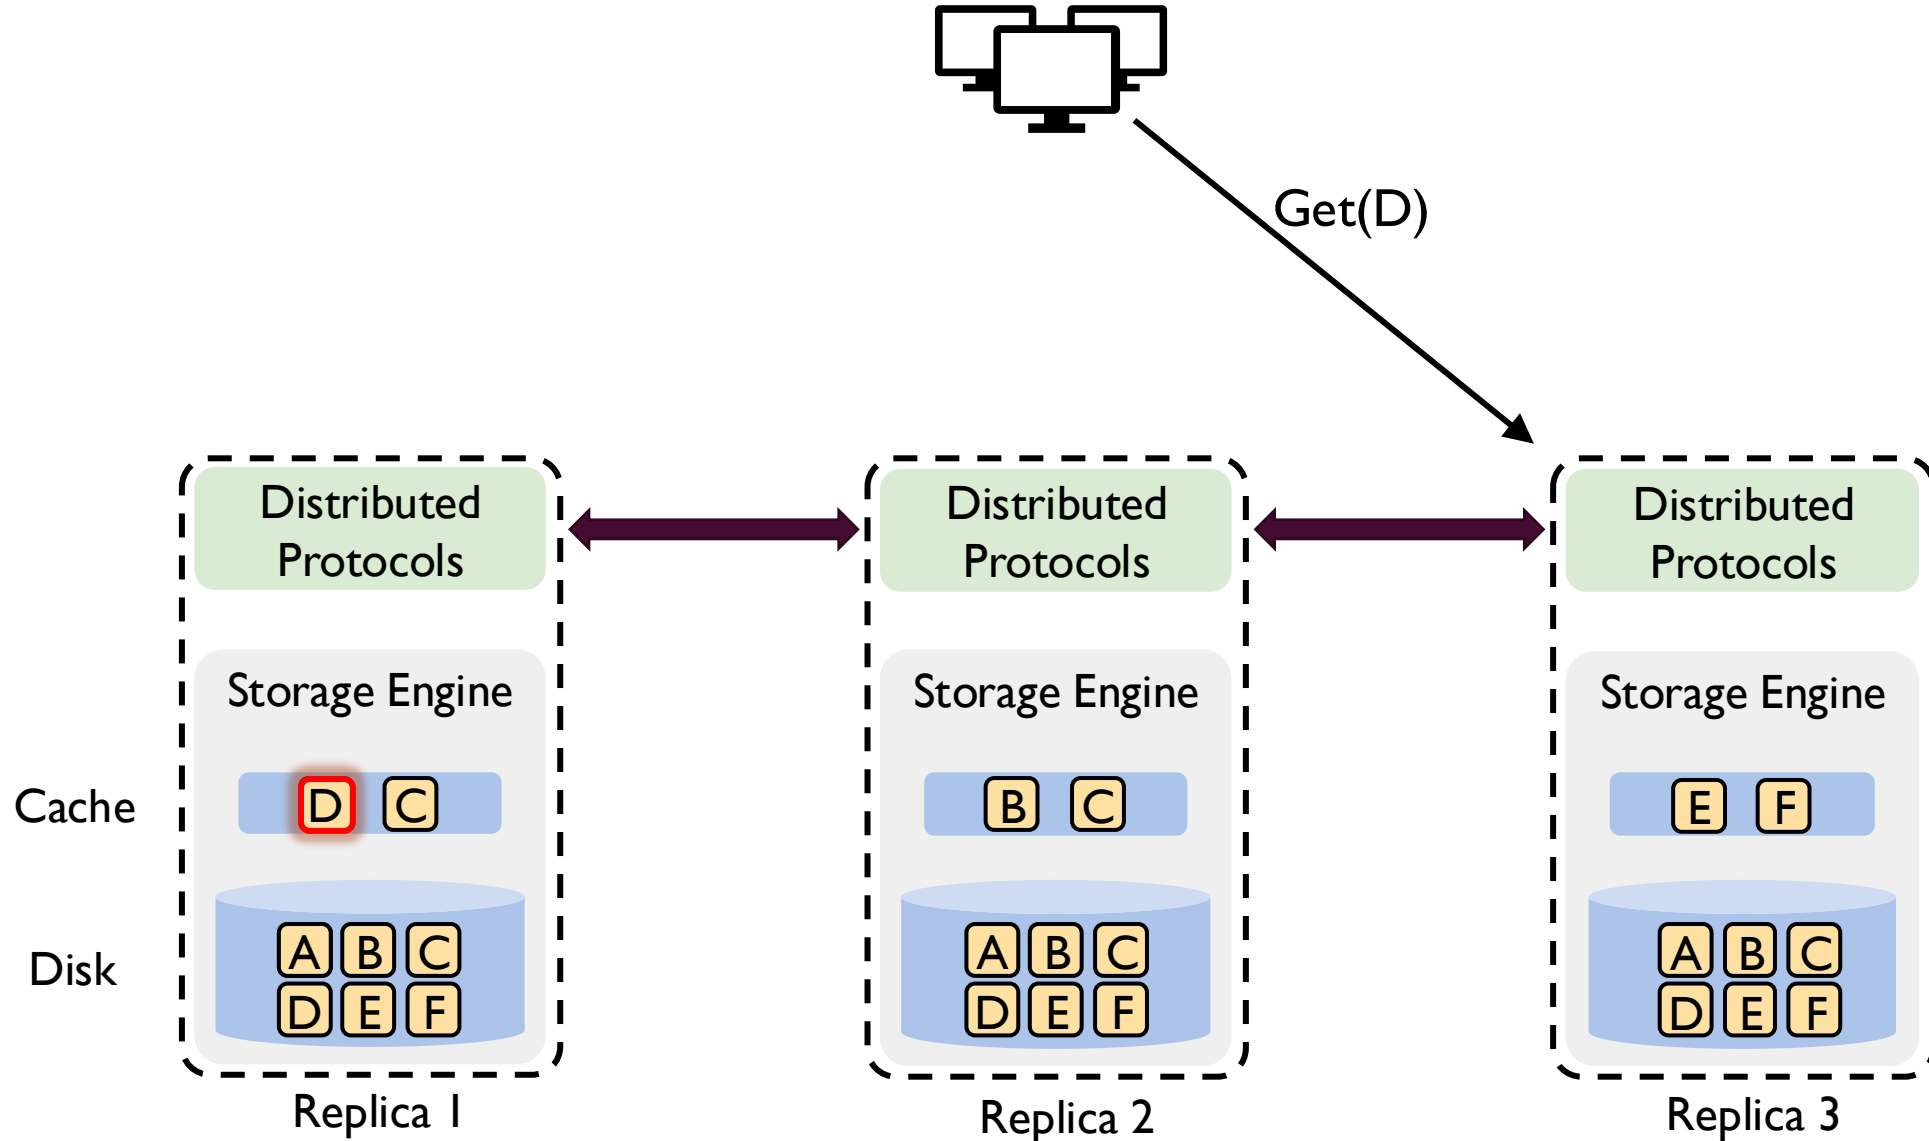 Get(D)
Distributed
Protocols
Distributed
Protocols
Distributed
Protocols
Storage Engine
Storage Engine
Storage Engine
Cache
D C
B C
E F
Disk
A B C
D E F
A B C
D E F
A B C
D E F
Replica 1
Replica 2
Replica 3